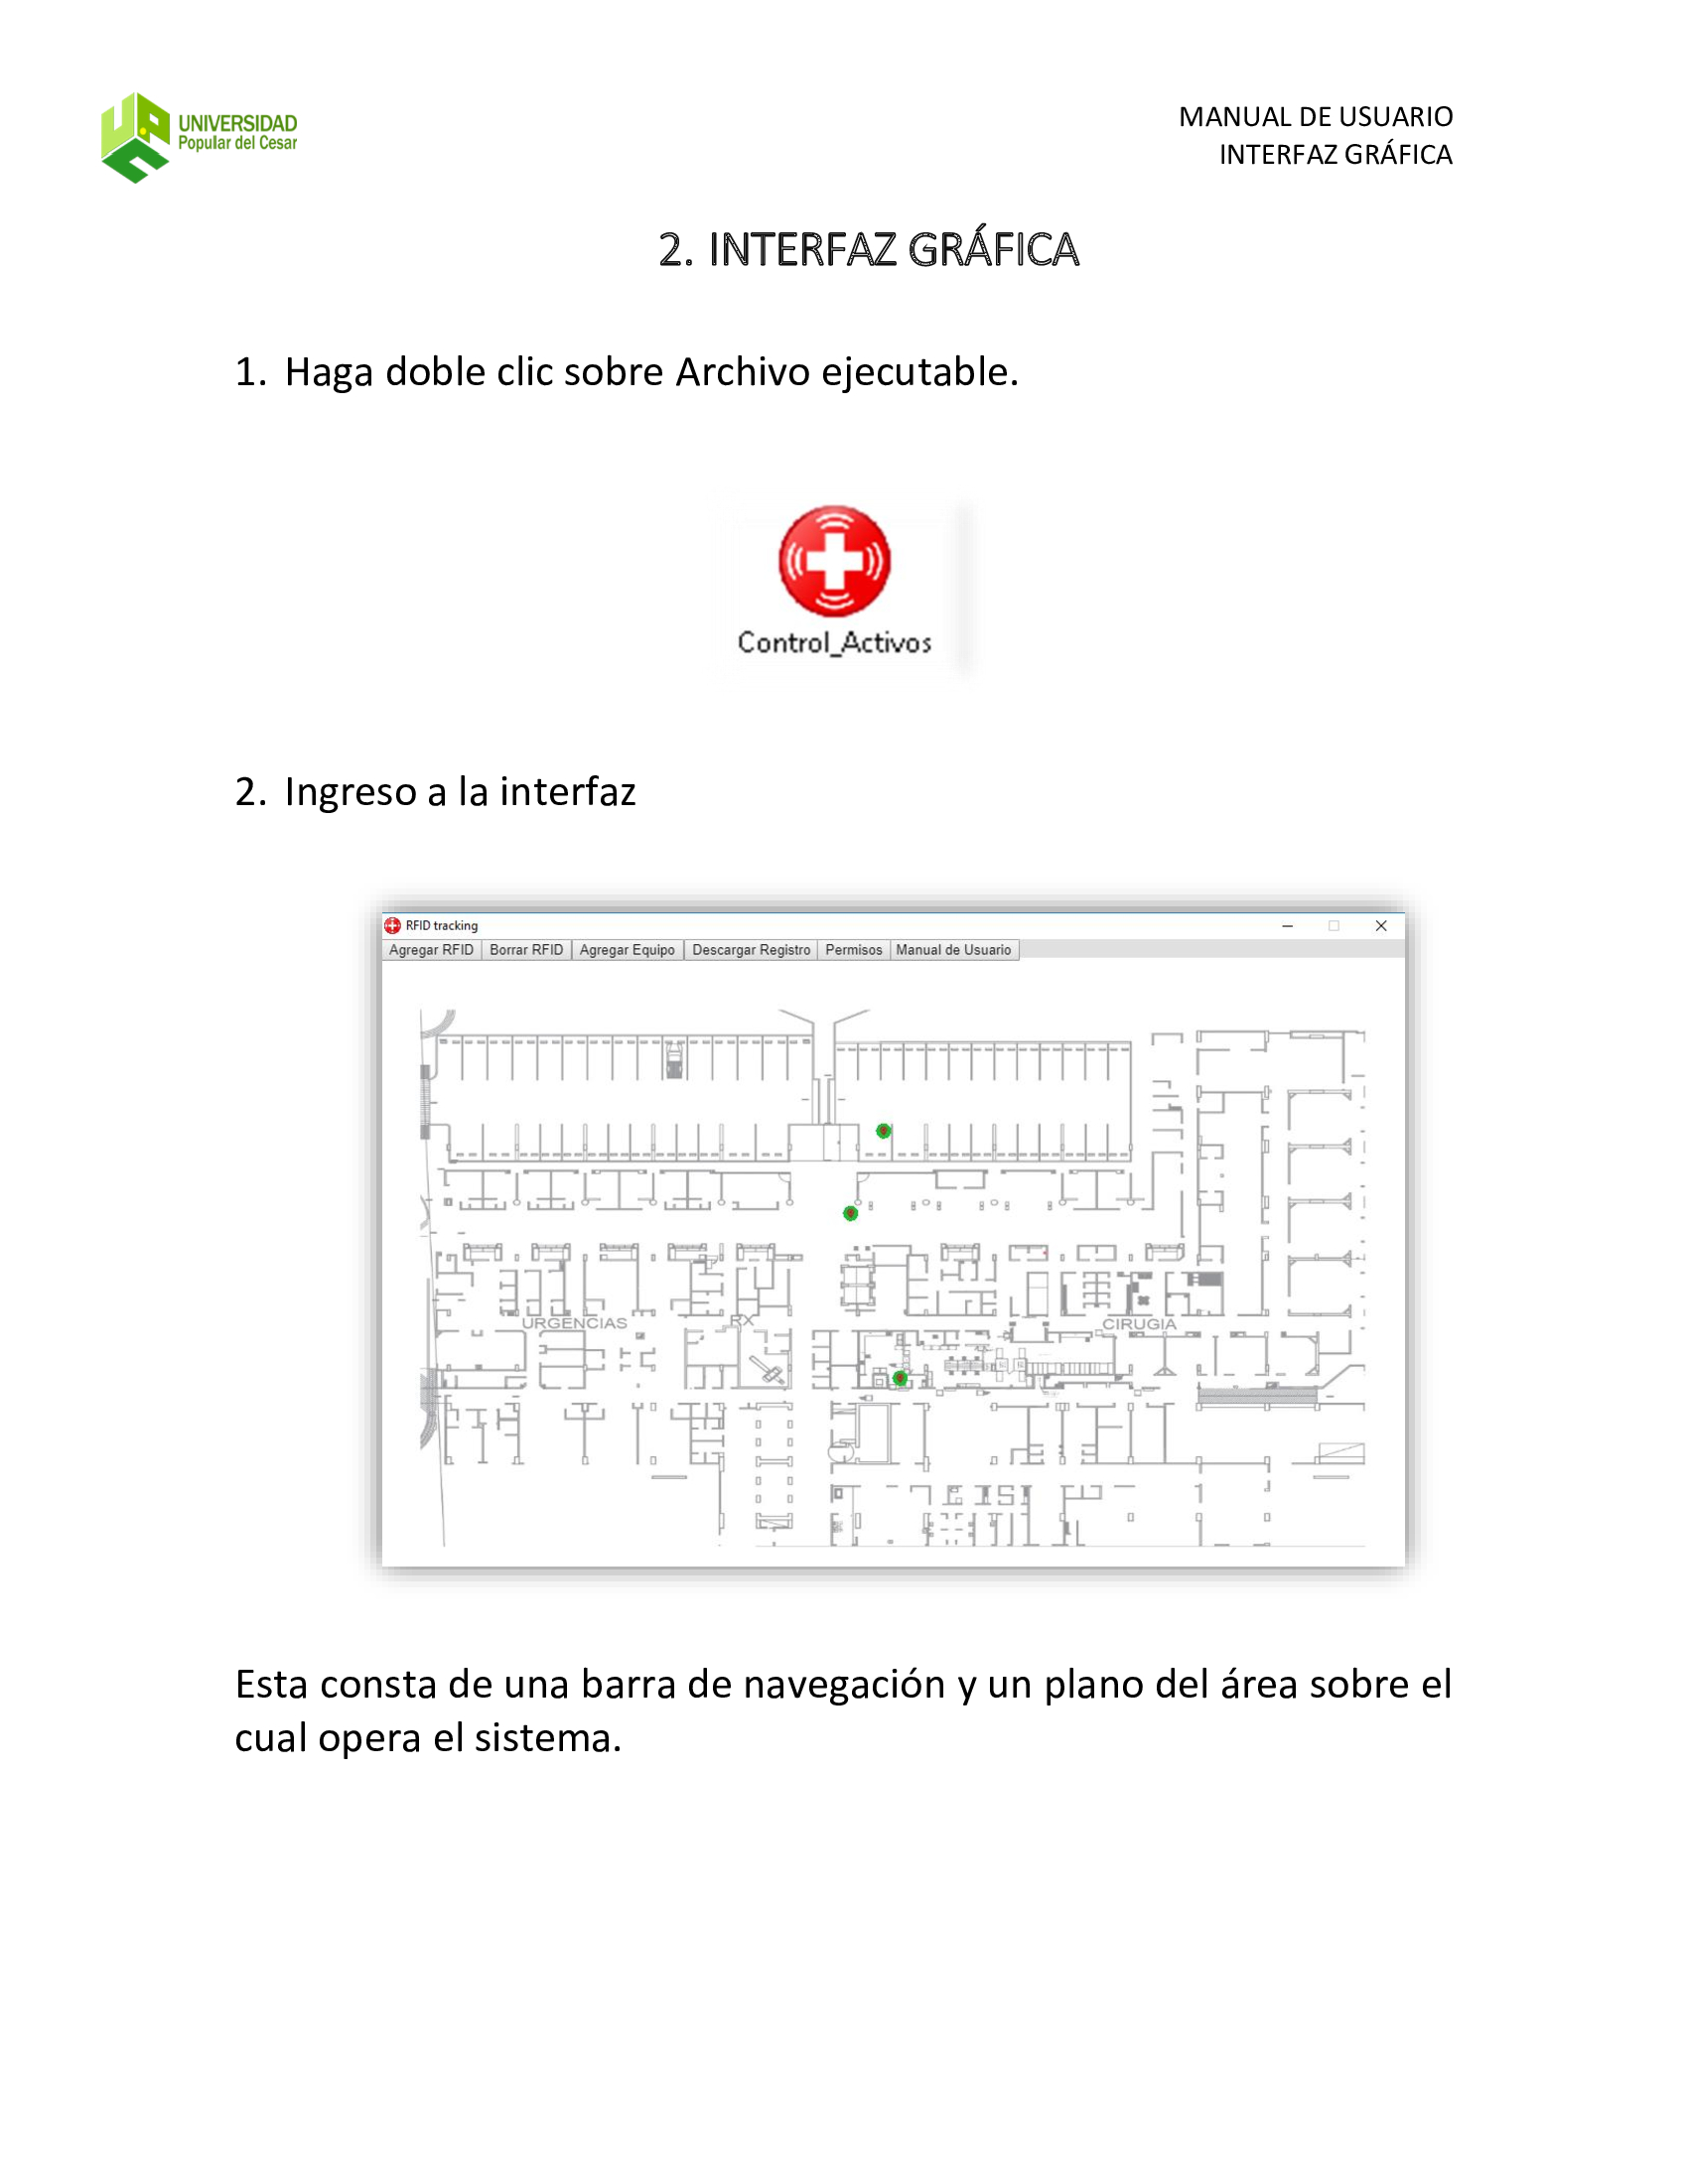 UNIVERSIDAD
Popular del Cesar
MANUAL DE USUARIO
INTERFAZ GRÁFICA
2. INTERFAZ GRÁFICA
1. Haga doble clic sobre Archivo ejecutable.
Control_Activos
2. Ingreso a la interfaz
RFID tracking
Agregar RFID Borrar RFID Agregar Equipo Descargar Registro Permisos Manual de Usuario
URGENCIAS RX CIRUGIA
Esta consta de una barra de navegación y un plano del área sobre el
cual opera el sistema.